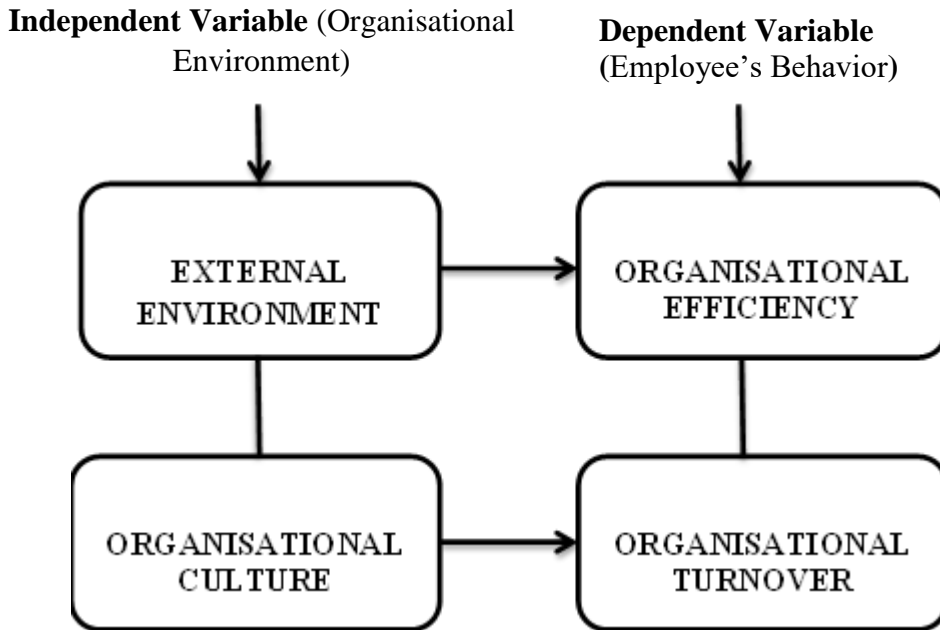 Independent Variable (Organisational
Environment)
Dependent Variable
(Employee’s Behavior)
EXTERNAL
ENVIRONMENT
ORGANISATIONAL
EFFICIENCY
ORGANISATIONAL
CULTURE
ORGANISATIONAL
TURNOVER